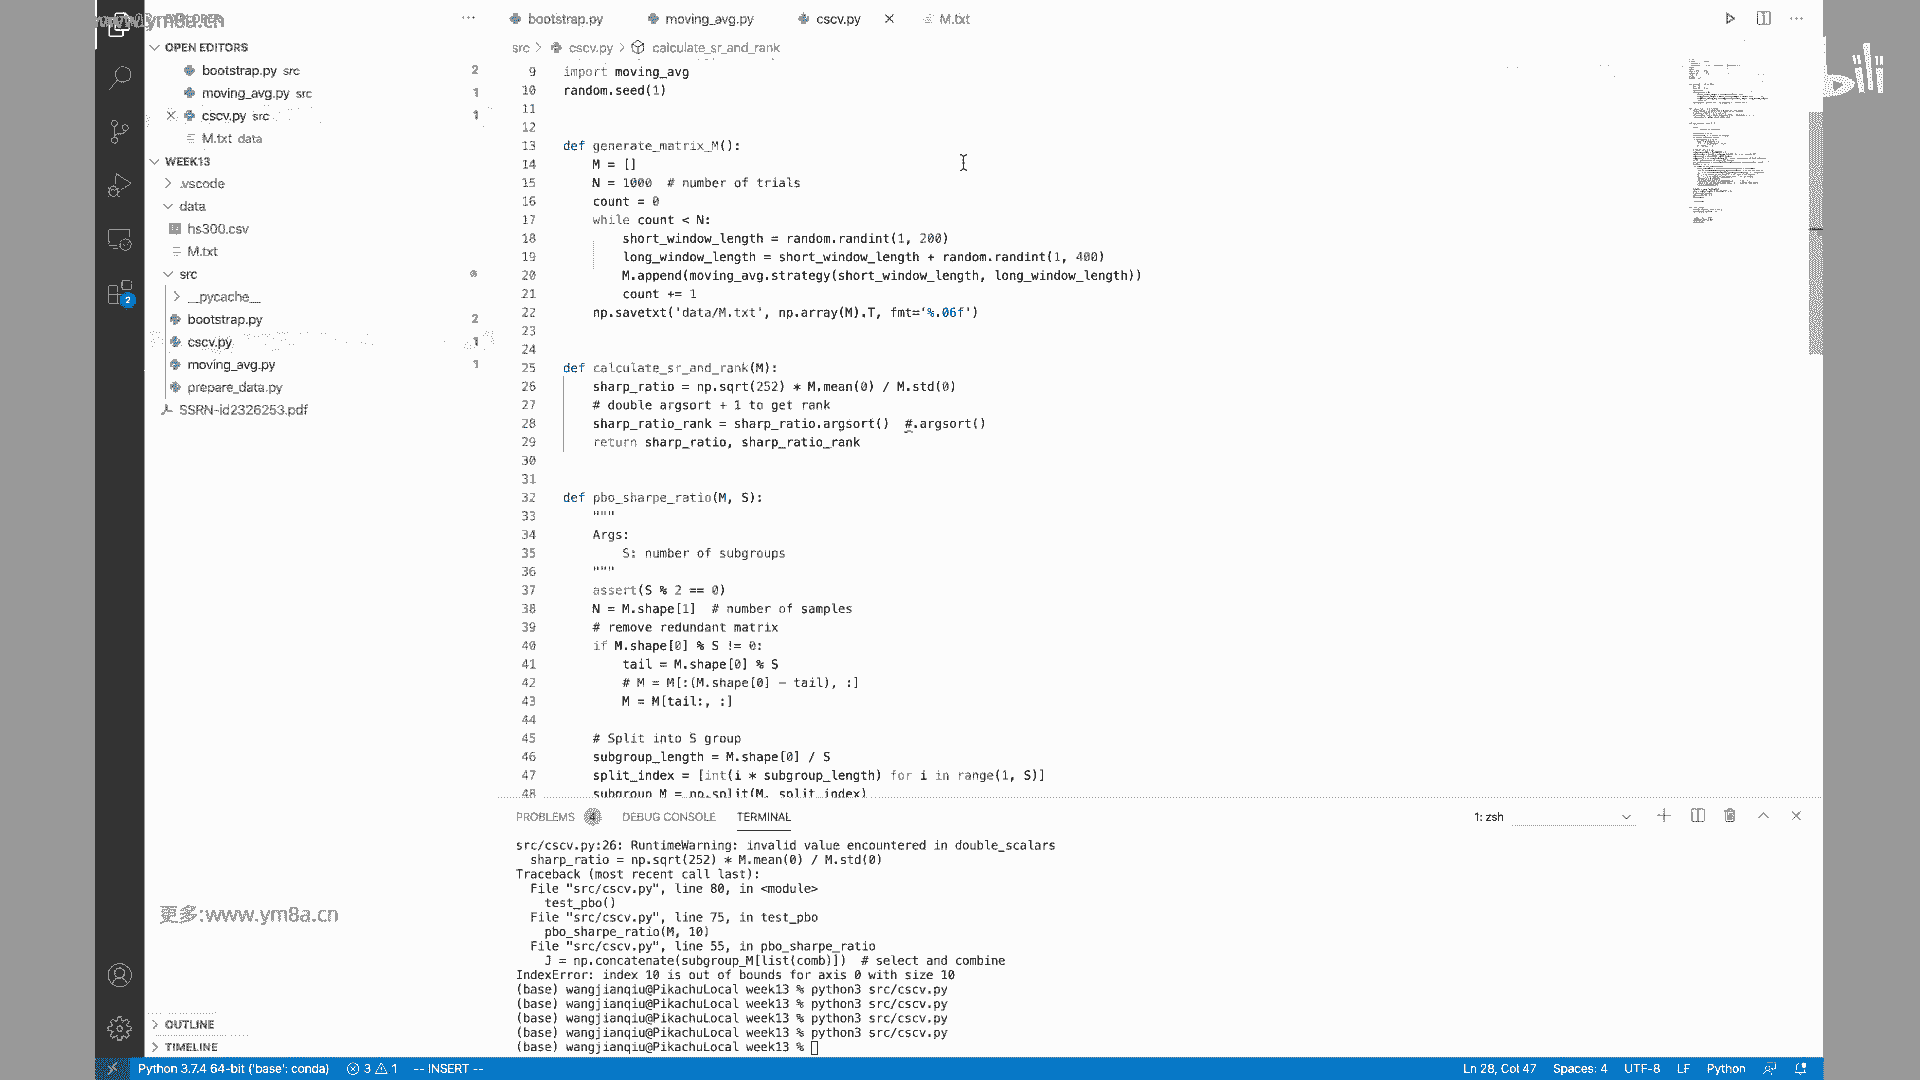 www.ym8a.cn
bootstrap.py
moving_avg.py
cscv.py
M.txt
src > cscv.py > calculate_sr_and_rank
OPEN EDITORS
bootstrap.py src 2
moving_avg.py src 1
cscv.py src 1
M.txt data
WEEK13
.vscode
data
hs300.csv
M.txt
src
__pycache__
bootstrap.py 2
cscv.py 1
moving_avg.py 1
prepare_data.py
SSRN-id2326253.pdf
2
更多:www.ym8a.cn
OUTLINE
TIMELINE
9 import moving_avg
10 random.seed(1)
11
12
13 def generate_matrix_M():
14 M = []
15 N = 1000 # number of trials
16 count = 0
17 while count < N:
18 short_window_length = random.randint(1, 200)
19 long_window_length = short_window_length + random.randint(1, 400)
20 M.append(moving_avg.strategy(short_window_length, long_window_length))
21 count += 1
22 np.savetxt('data/M.txt', np.array(M).T, fmt='%.06f')
23
24
25 def calculate_sr_and_rank(M):
26 sharp_ratio = np.sqrt(252) * M.mean(0) / M.std(0)
27 # double argsort + 1 to get rank
28 sharp_ratio_rank = sharp_ratio.argsort() #.argsort()
29 return sharp_ratio, sharp_ratio_rank
30
31
32 def pbo_sharpe_ratio(M, S):
33 """
34 Args:
35 S: number of subgroups
36 """
37 assert(S % 2 == 0)
38 N = M.shape[1] # number of samples
39 # remove redundant matrix
40 if M.shape[0] % S != 0:
41 tail = M.shape[0] % S
42 # M = M[:(M.shape[0] - tail), :]
43 M = M[tail:, :]
44
45 # Split into S group
46 subgroup_length = M.shape[0] / S
47 split_index = [int(i * subgroup_length) for i in range(1, S)]
48 subgroup_M = np.split(M, split_index)
PROBLEMS 4 DEBUG CONSOLE TERMINAL 1: zsh
src/cscv.py:26: RuntimeWarning: invalid value encountered in double_scalars
sharp_ratio = np.sqrt(252) * M.mean(0) / M.std(0)
Traceback (most recent call last):
File "src/cscv.py", line 80, in <module>
test_pbo()
File "src/cscv.py", line 75, in test_pbo
pbo_sharpe_ratio(M, 10)
File "src/cscv.py", line 55, in pbo_sharpe_ratio
J = np.concatenate(subgroup_M[list(comb)]) # select and combine
IndexError: index 10 is out of bounds for axis 0 with size 10
(base) wangjianqiu@PikachuLocal week13 % python3 src/cscv.py
(base) wangjianqiu@PikachuLocal week13 % python3 src/cscv.py
(base) wangjianqiu@PikachuLocal week13 % python3 src/cscv.py
(base) wangjianqiu@PikachuLocal week13 % python3 src/cscv.py
(base) wangjianqiu@PikachuLocal week13 %
Python 3.7.4 64-bit ('base': conda) 3 1 -- INSERT -- Ln 28, Col 47 Spaces: 4 UTF-8 LF Python